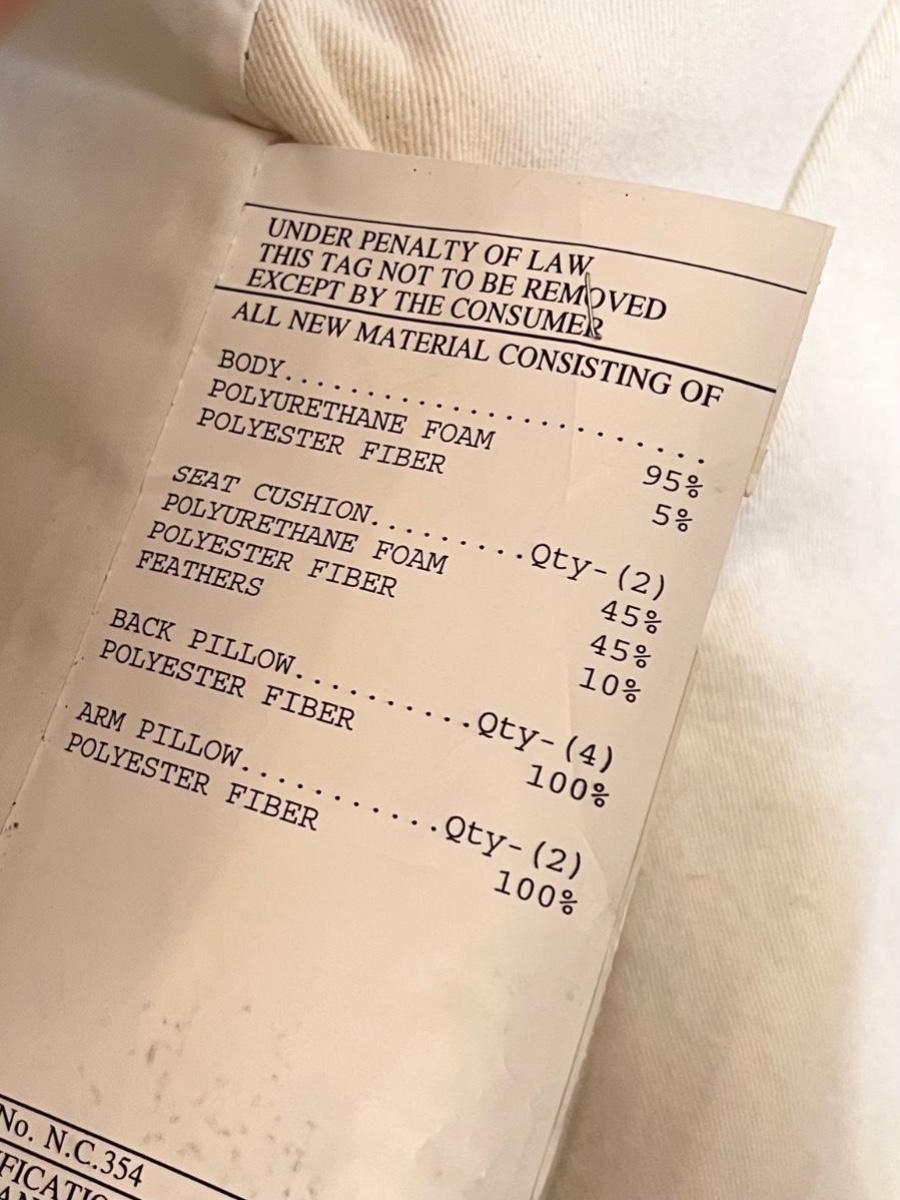 UNDER PENALTY OF LAW
THIS TAG NOT TO BE REMOVED
EXCEPT BY THE CONSUMER
ALL NEW MATERIAL CONSISTING OF
BODY..........................
POLYURETHANE FOAM 95%
POLYESTER FIBER 5%
SEAT CUSHION.........Qty-(2)
POLYURETHANE FOAM 45%
POLYESTER FIBER 45%
FEATHERS 10%
BACK PILLOW..........Qty-(4)
POLYESTER FIBER 100%
ARM PILLOW...........Qty-(2)
POLYESTER FIBER 100%
No. N.C.354